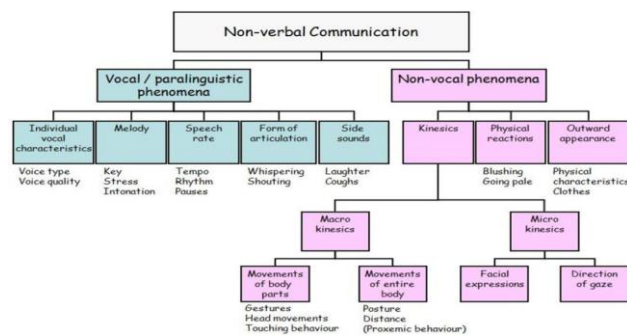 Non-verbal Communication
Vocal / paralinguistic
phenomena
Non-vocal phenomena
Individual
vocal
characteristics
Voice type
Voice quality
Melody
Key
Stress
Intonation
Speech
rate
Tempo
Rhythm
Pauses
Form of
articulation
Whispering
Shouting
Side
sounds
Laughter
Coughs
Kinesics
Physical
reactions
Blushing
Going pale
Outward
appearance
Physical
characteristics
Clothes
Macro
kinesics
Micro
kinesics
Movements of body
parts
Gestures
Head movements
Touching behaviour
Movements of
entire body
Posture
Distance
(Proxemic behaviour)
Facial
expressions
Direction
of gaze